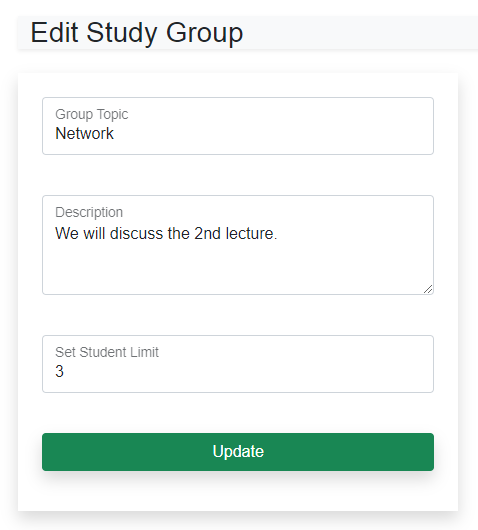 Edit Study Group
Group Topic
Network
Description
We will discuss the 2nd lecture.
Set Student Limit
3
Update